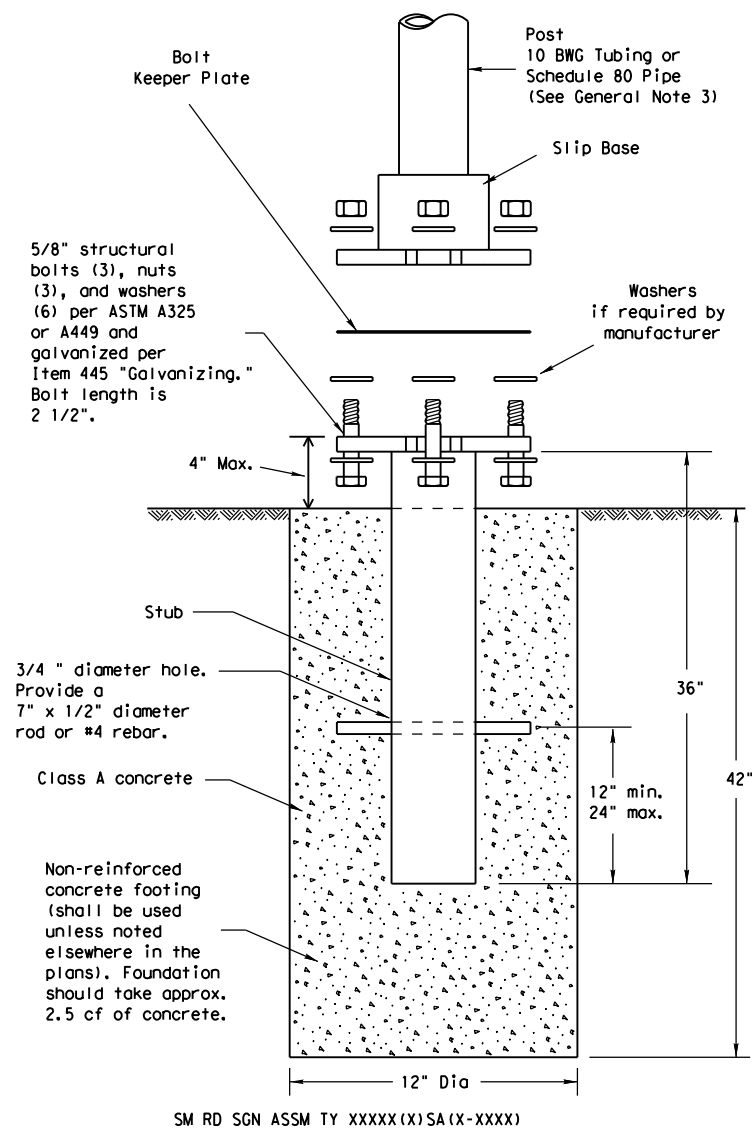 Post
10 BWG Tubing or
Schedule 80 Pipe
(See General Note 3)
Bolt
Keeper Plate
Slip Base
5/8" structural
bolts (3), nuts
(3), and washers
(6) per ASTM A325
or A449 and
galvanized per
Item 445 "Galvanizing."
Bolt length is
2 1/2".
Washers
if required by
manufacturer
4" Max.
Stub
3/4 " diameter hole.
Provide a
7" x 1/2" diameter
rod or #4 rebar.
36"
Class A concrete
12" min.
24" max.
42"
Non-reinforced
concrete footing
(shall be used
unless noted
elsewhere in the
plans). Foundation
should take approx.
2.5 cf of concrete.
12" Dia
SM RD SGN ASSM TY XXXXX(X)SA(X-XXXX)